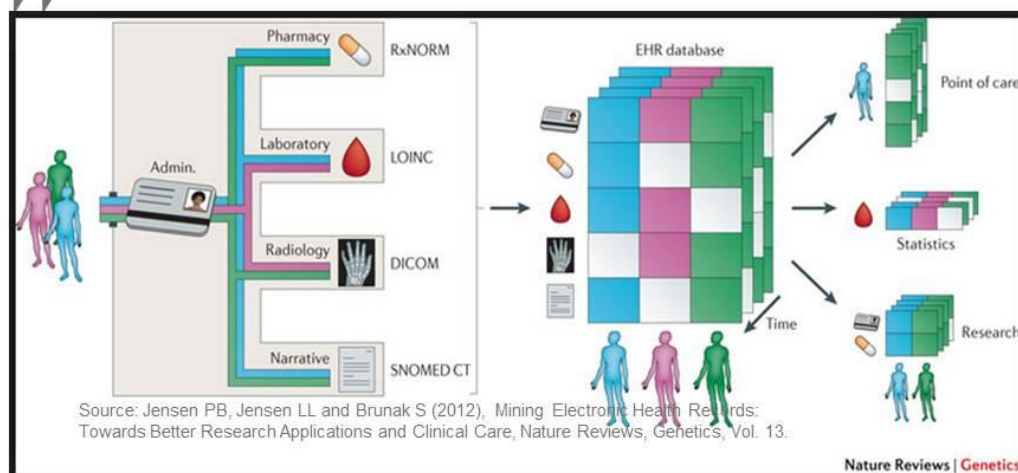 Pharmacy
RxNORM
EHR database
Point of care
Admin.
Laboratory
LOINC
Statistics
Radiology
DICOM
Time
Research
Narrative
SNOMED CT
Source: Jensen PB, Jensen LL and Brunak S (2012), Mining Electronic Health Records:
Towards Better Research Applications and Clinical Care, Nature Reviews, Genetics, Vol. 13.
Nature Reviews | Genetics